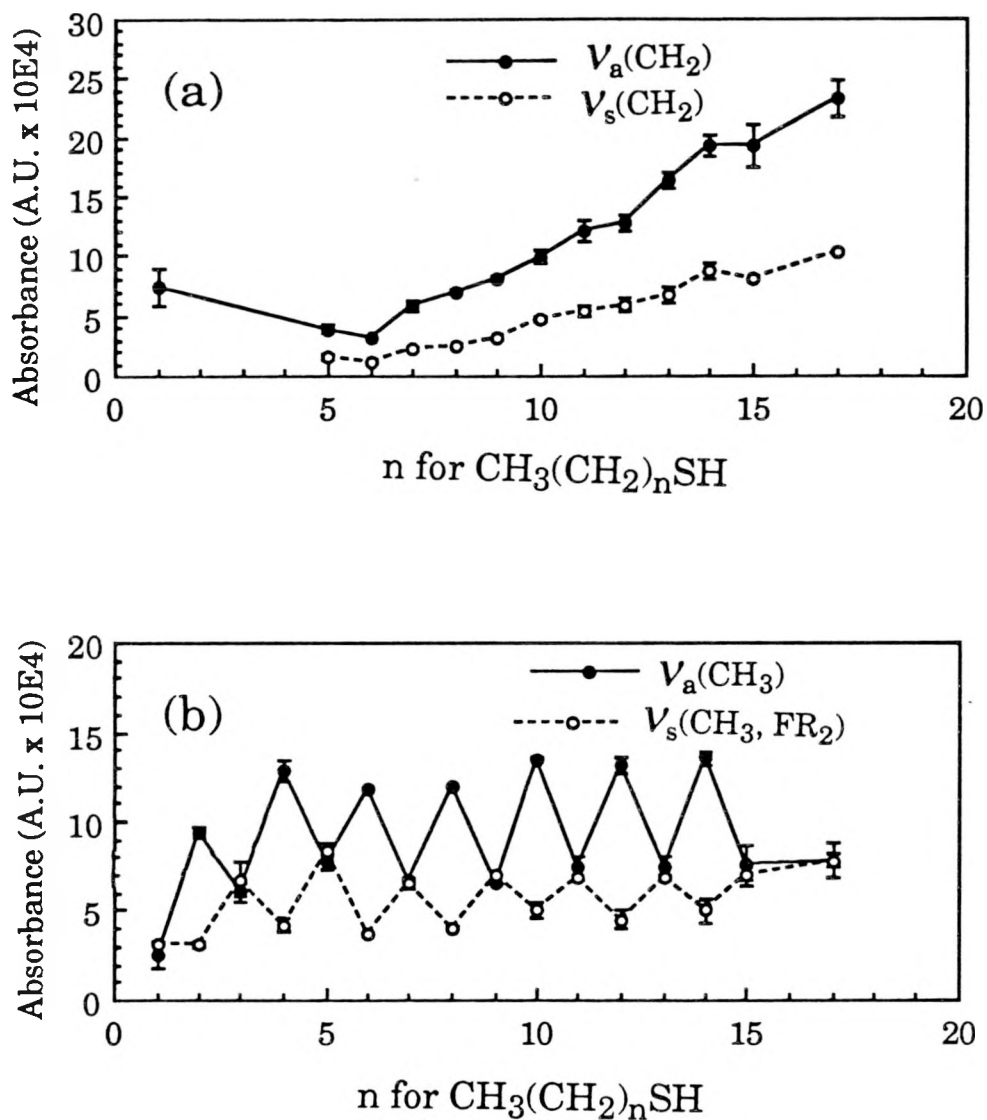 30
25
20
15
10
5
0
Absorbance (A.U. x 10E4)
(a)
νa(CH2)
νs(CH2)
0 5 10 15 20
n for CH3(CH2)nSH
20
15
10
5
0
Absorbance (A.U. x 10E4)
(b)
νa(CH3)
νs(CH3, FR2)
0 5 10 15 20
n for CH3(CH2)nSH